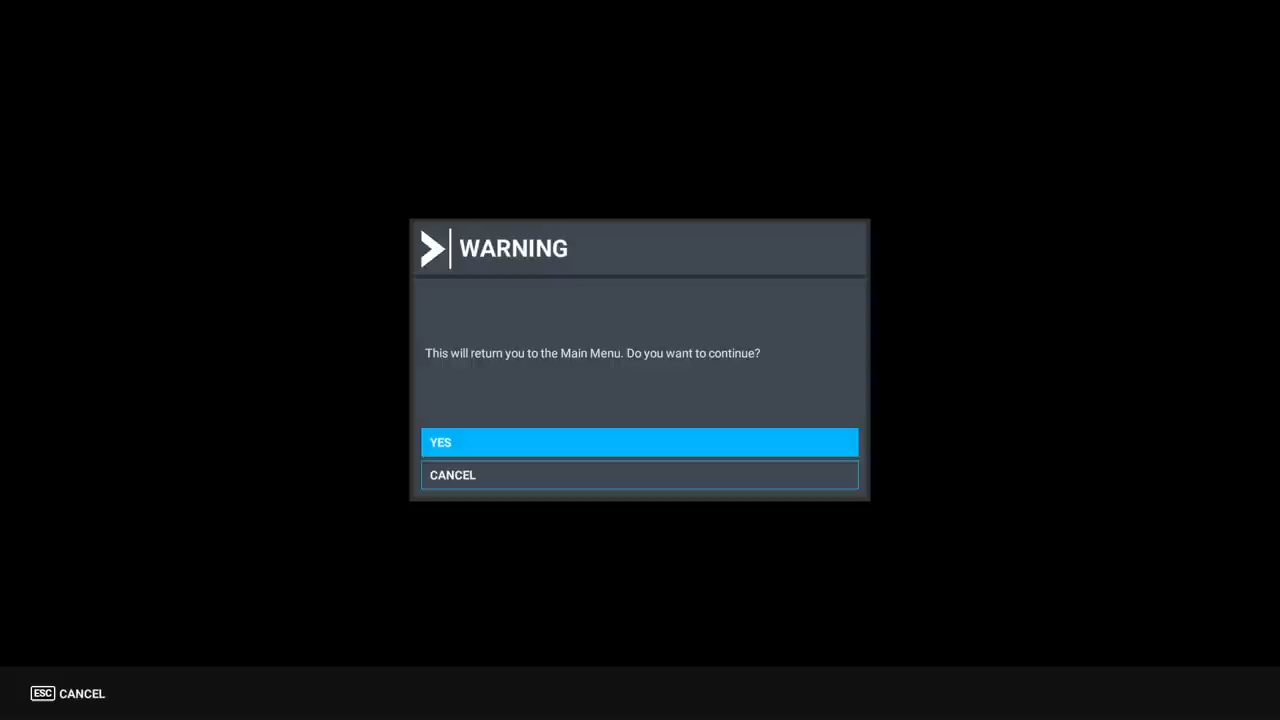 WARNING
This will return you to the Main Menu. Do you want to continue?
YES
CANCEL
ESC CANCEL